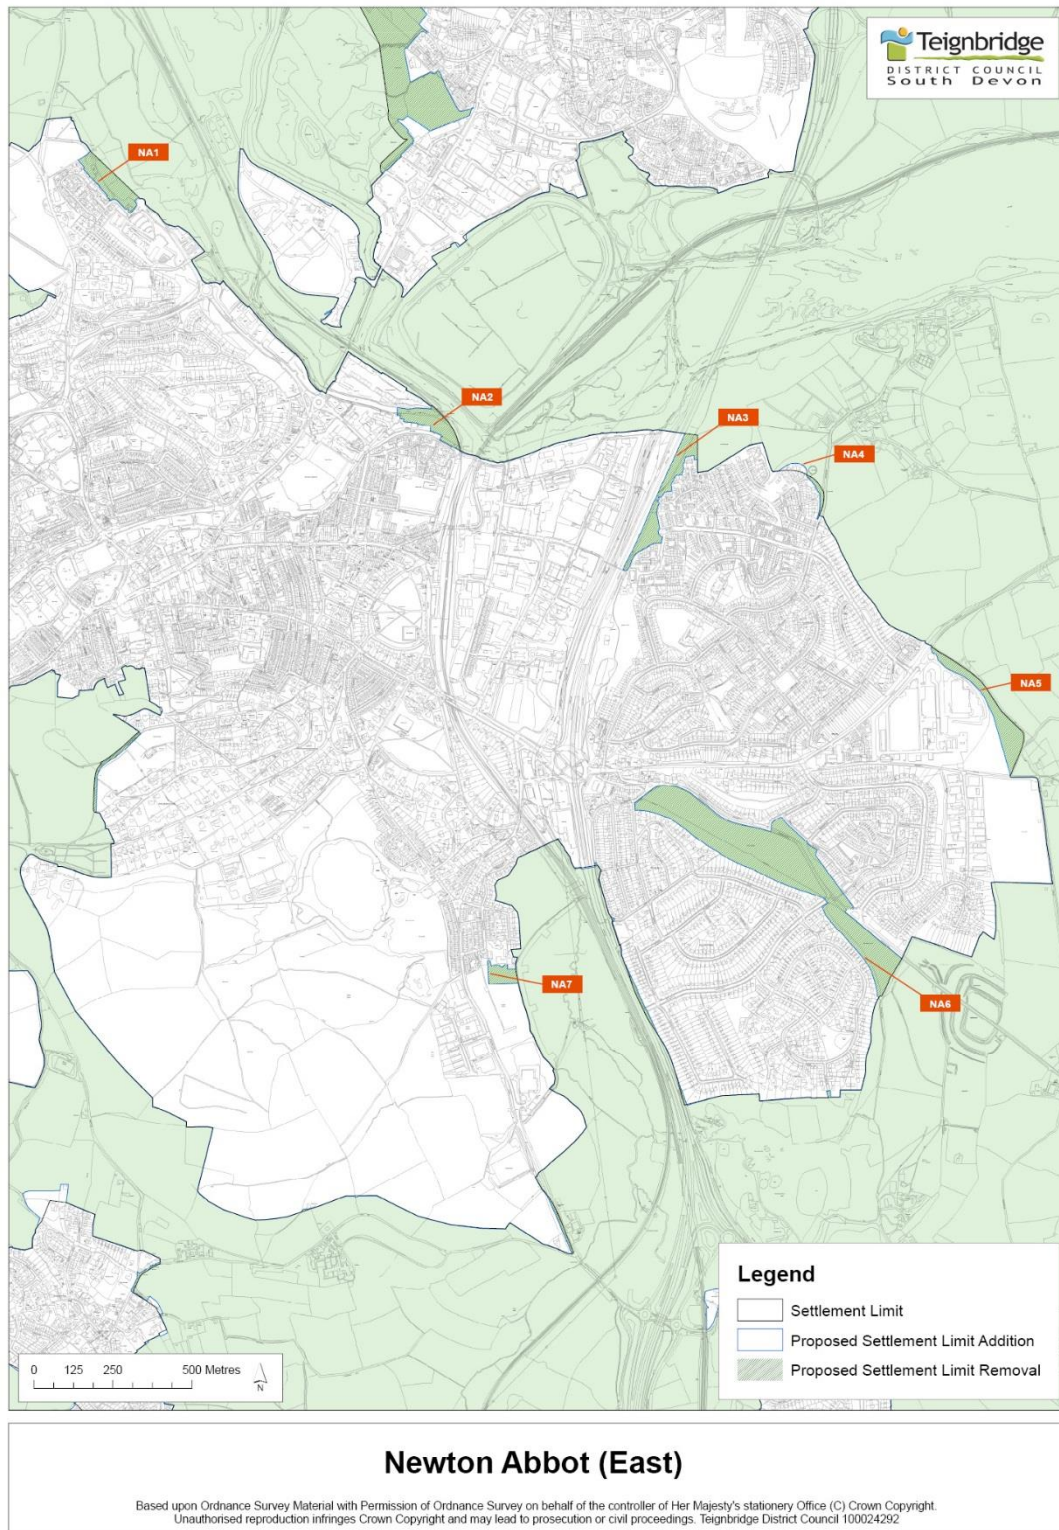 Teignbridge
DISTRICT COUNCIL
South Devon
NA1
NA2
NA3
NA4
NA5
NA6
NA7
Legend
Settlement Limit
Proposed Settlement Limit Addition
Proposed Settlement Limit Removal
0 125 250 500 Metres
N
Newton Abbot (East)
Based upon Ordnance Survey Material with Permission of Ordnance Survey on behalf of the controller of Her Majesty's stationery Office (C) Crown Copyright.
Unauthorised reproduction infringes Crown Copyright and may lead to prosecution or civil proceedings. Teignbridge District Council 100024292